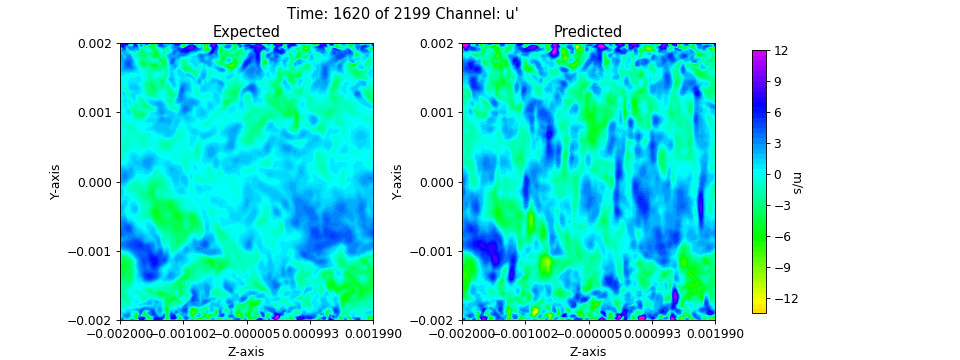 Time: 1620 of 2199 Channel: u'
Expected
Predicted
0.002
0.001
0.000
−0.001
−0.002
Y-axis
−0.002000 −0.001002 −0.000005 0.000993 0.001990
Z-axis
0.002
0.001
0.000
−0.001
−0.002
Y-axis
−0.002000 −0.001002 −0.000005 0.000993 0.001990
Z-axis
12
9
6
3
0
−3
−6
−9
−12
m/s